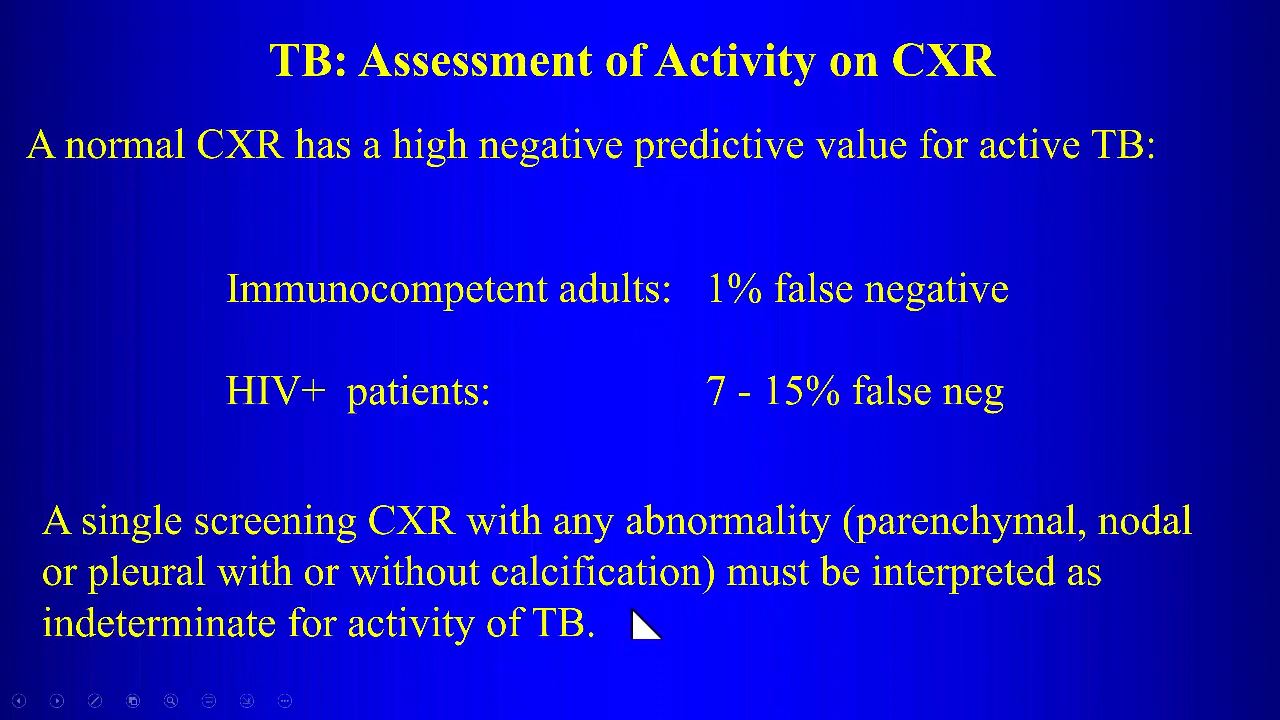 TB: Assessment of Activity on CXR
A normal CXR has a high negative predictive value for active TB:
Immunocompetent adults: 1% false negative
HIV+ patients: 7 - 15% false neg
A single screening CXR with any abnormality (parenchymal, nodal
or pleural with or without calcification) must be interpreted as
indeterminate for activity of TB.